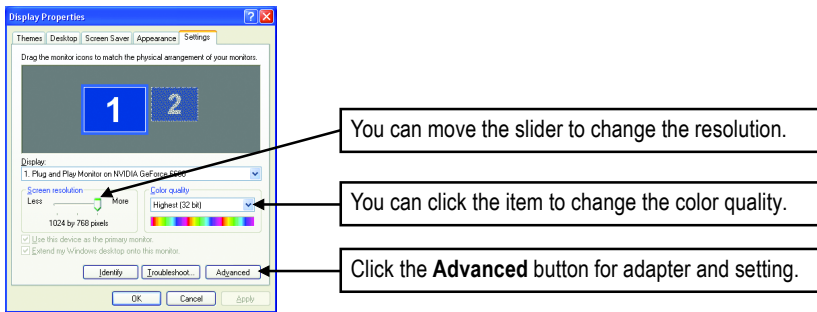 Display Properties
Themes Desktop Screen Saver Appearance Settings
Drag the monitor icons to match the physical arrangement of your monitors.
1 2
You can move the slider to change the resolution.
Display:
1. Plug and Play Monitor on NVIDIA GeForce
Screen resolution
Color quality
Less More
Highest (32 bit)
You can click the item to change the color quality.
1024 by 768 pixels
Use this device as the primary monitor.
Extend my Windows desktop onto this monitor.
Identify Troubleshoot... Advanced
Click the Advanced button for adapter and setting.
OK Cancel Apply